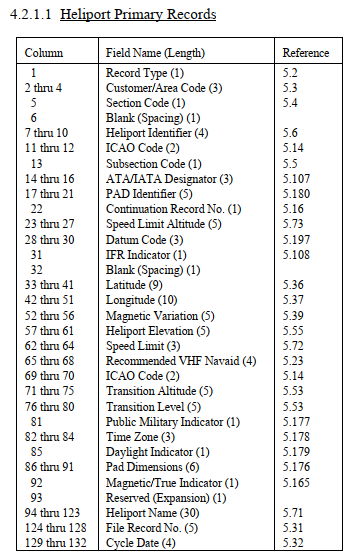 4.2.1.1 Heliport Primary Records
Column Field Name (Length) Reference
1 Record Type (1) 5.2
2 thru 4 Customer/Area Code (3) 5.3
5 Section Code (1) 5.4
6 Blank (Spacing) (1)
7 thru 10 Heliport Identifier (4) 5.6
11 thru 12 ICAO Code (2) 5.14
13 Subsection Code (1) 5.5
14 thru 16 ATA/IATA Designator (3) 5.107
17 thru 21 PAD Identifier (5) 5.180
22 Continuation Record No. (1) 5.16
23 thru 27 Speed Limit Altitude (5) 5.73
28 thru 30 Datum Code (3) 5.197
31 IFR Indicator (1) 5.108
32 Blank (Spacing) (1)
33 thru 41 Latitude (9) 5.36
42 thru 51 Longitude (10) 5.37
52 thru 56 Magnetic Variation (5) 5.39
57 thru 61 Heliport Elevation (5) 5.55
62 thru 64 Speed Limit (3) 5.72
65 thru 68 Recommended VHF Navaid (4) 5.23
69 thru 70 ICAO Code (2) 5.14
71 thru 75 Transition Altitude (5) 5.53
76 thru 80 Transition Level (5) 5.53
81 Public Military Indicator (1) 5.177
82 thru 84 Time Zone (3) 5.178
85 Daylight Indicator (1) 5.179
86 thru 91 Pad Dimensions (6) 5.176
92 Magnetic/True Indicator (1) 5.165
93 Reserved (Expansion) (1)
94 thru 123 Heliport Name (30) 5.71
124 thru 128 File Record No. (5) 5.31
129 thru 132 Cycle Date (4) 5.32